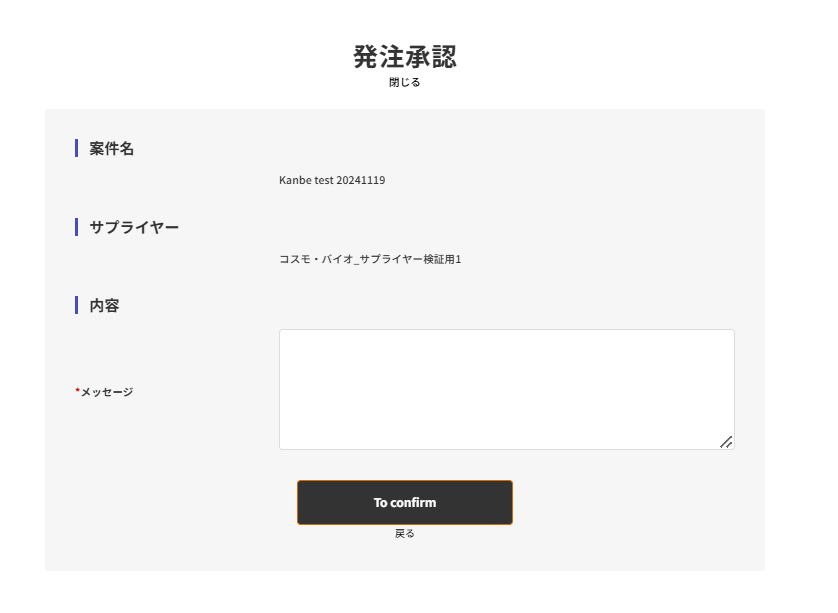 発注承認
閉じる
案件名
Kanbe test 20241119
サプライヤー
コスモ・バイオ_サプライヤー検証用1
内容
*メッセージ
To confirm
戻る